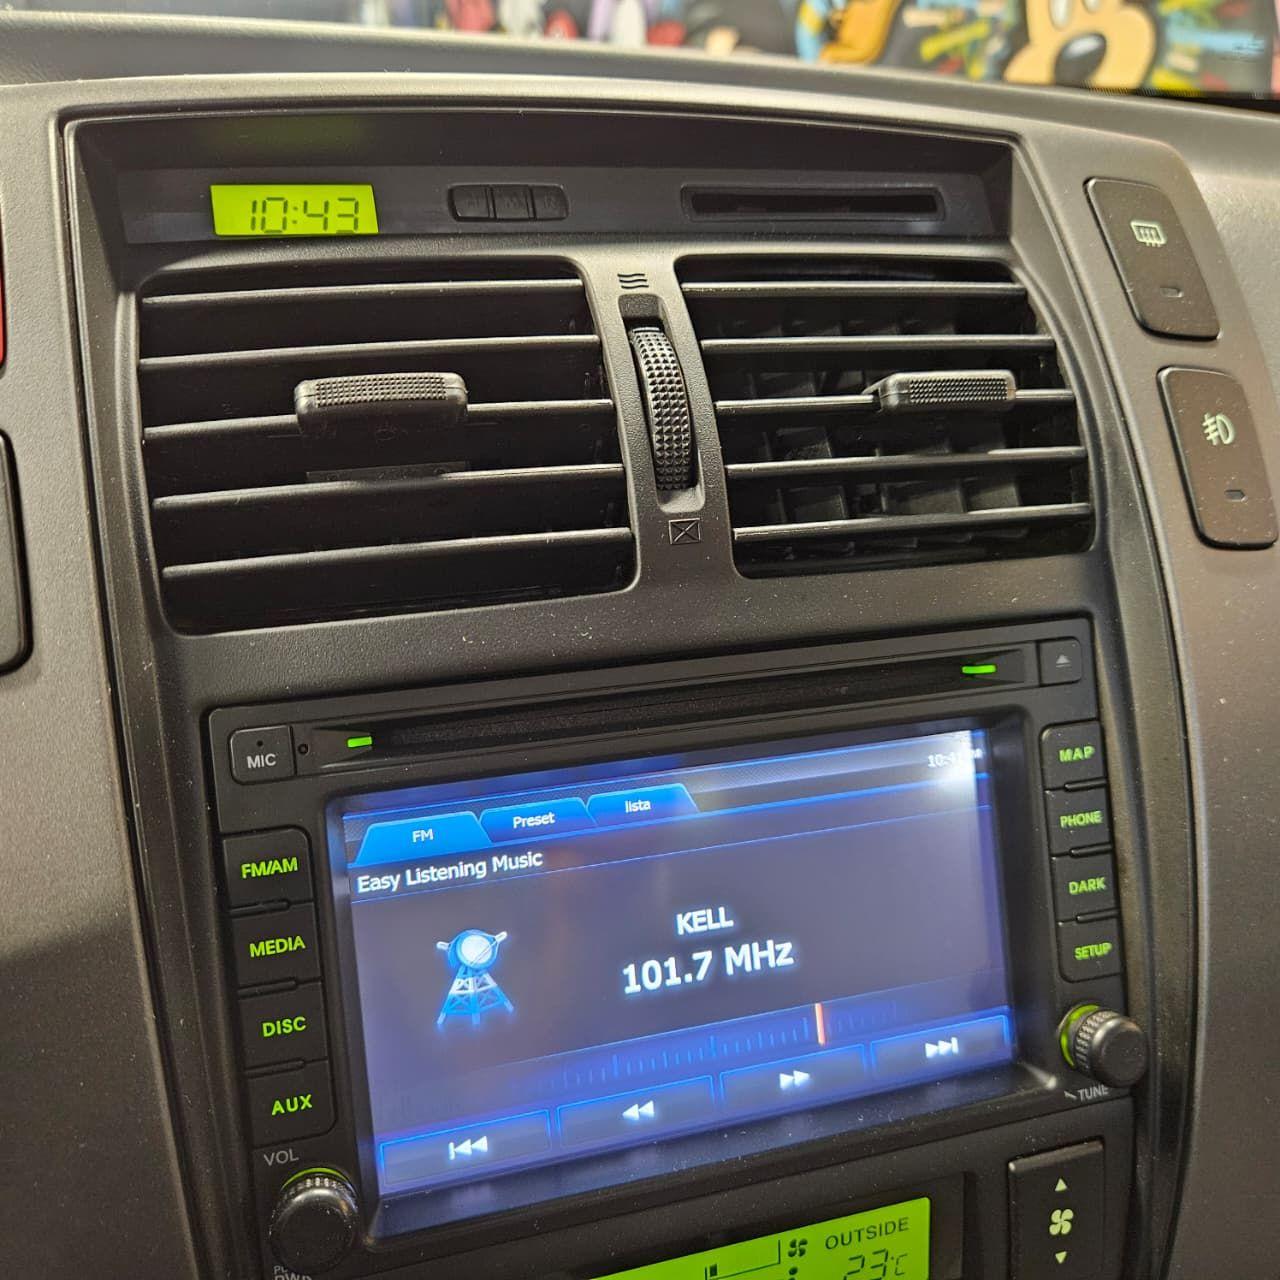 10:43
MIC
MAP
FM
Preset
lista
Easy Listening Music
FM/AM
PHONE
KELL
101.7 MHz
MEDIA
DARK
DISC
SETUP
AUX
TUNE
VOL
OUTSIDE
23°C